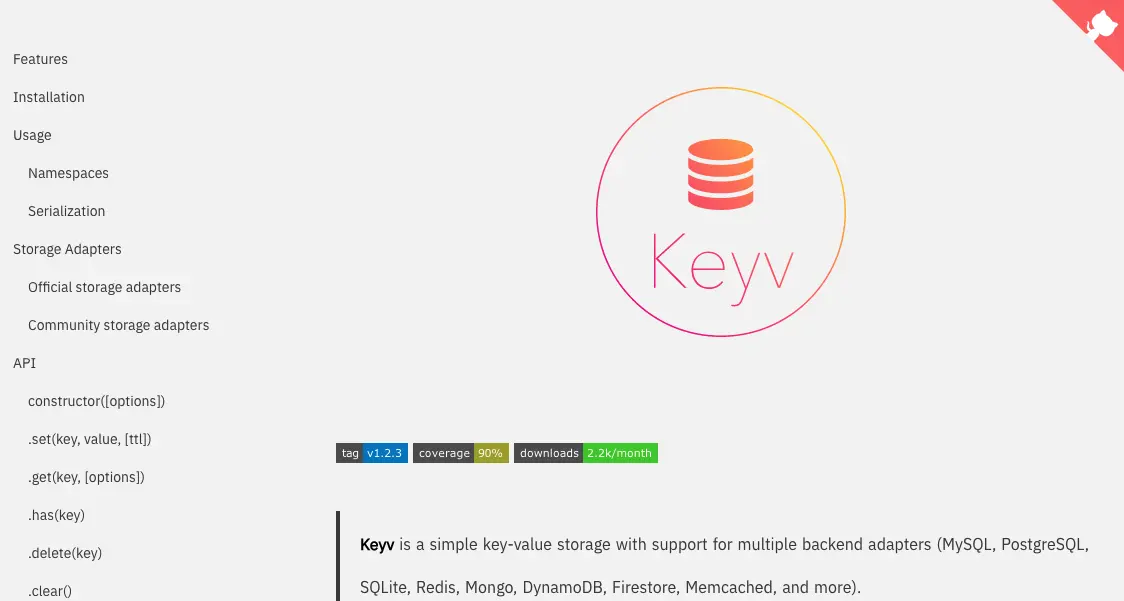 Features
Installation
Usage
Namespaces
Serialization
Storage Adapters
Official storage adapters
Community storage adapters
API
constructor([options])
.set(key, value, [ttl])
.get(key, [options])
.has(key)
.delete(key)
.clear()
Keyv
tag v1.2.3 coverage 90% downloads 2.2k/month
Keyv is a simple key-value storage with support for multiple backend adapters (MySQL, PostgreSQL,
SQLite, Redis, Mongo, DynamoDB, Firestore, Memcached, and more).